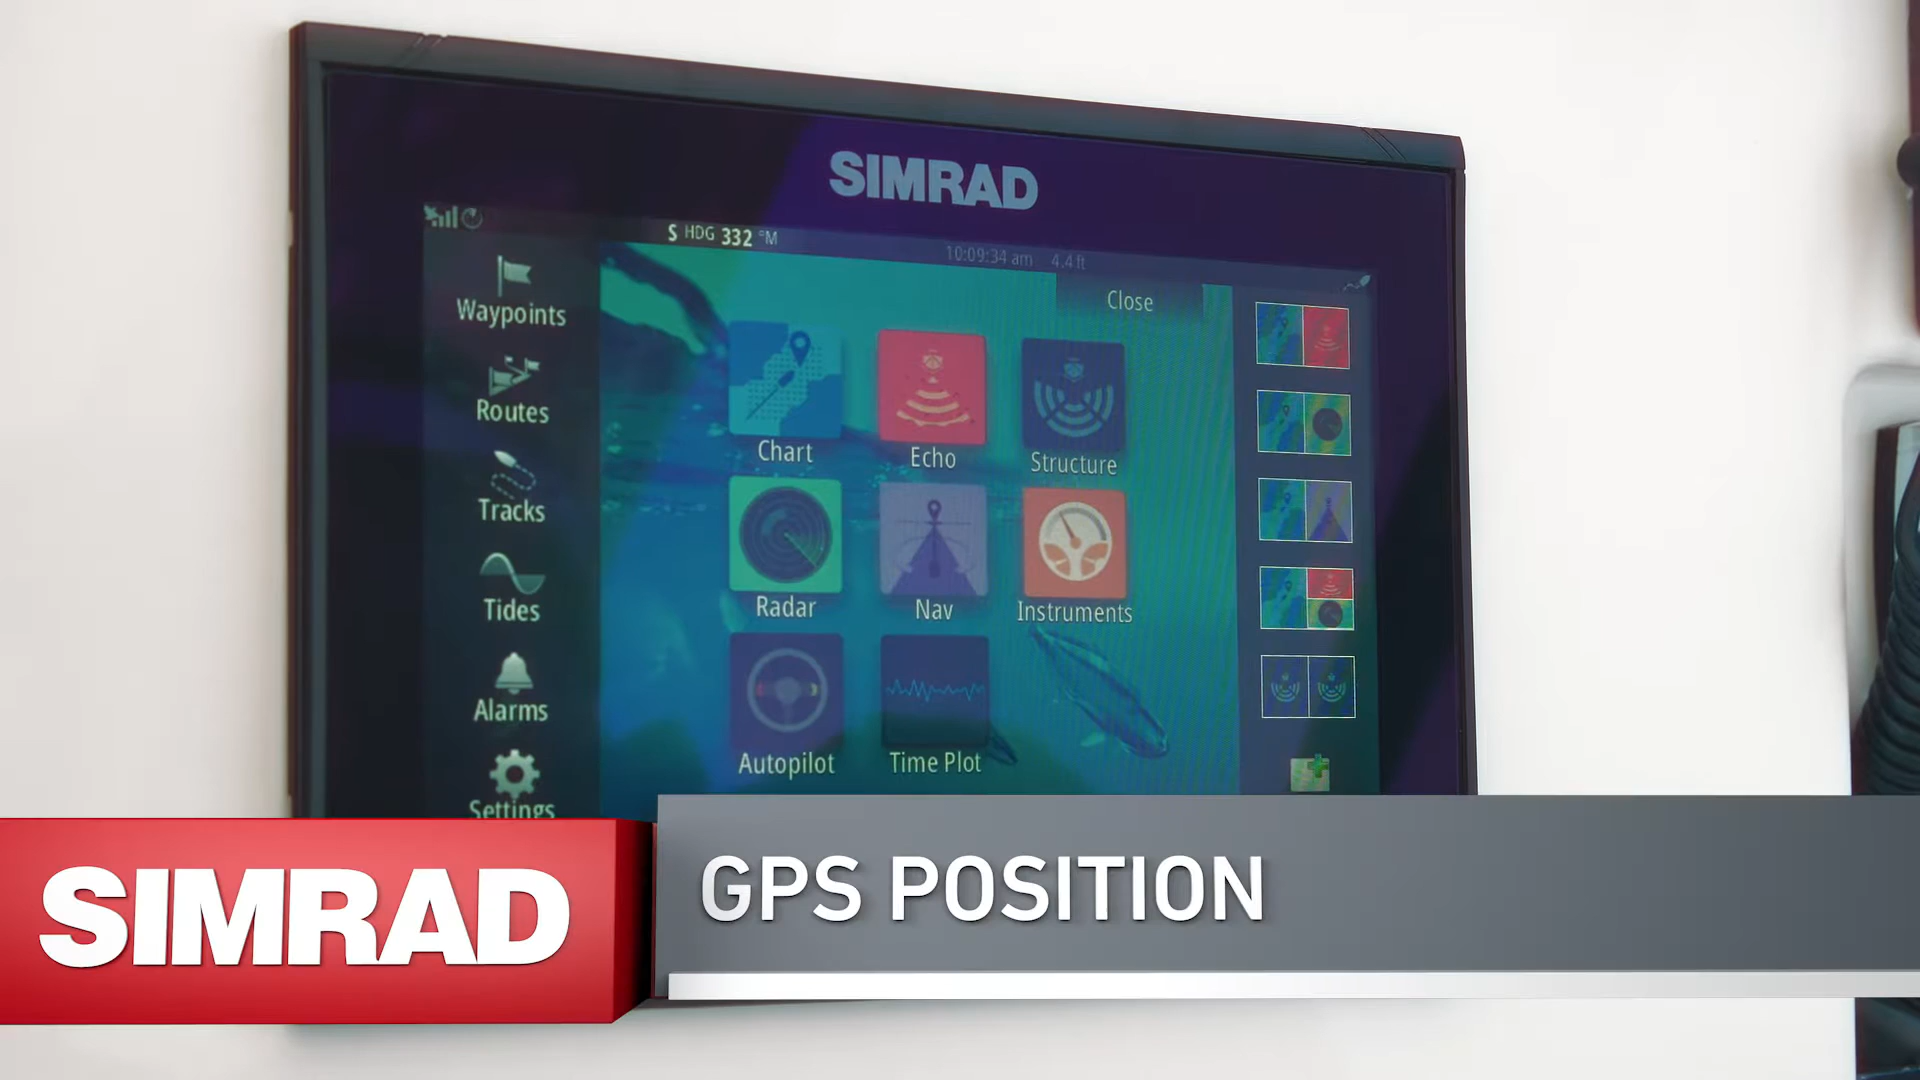 SIMRAD
S HDG 332 °M
10:09:34 am 4.4 ft
Close
Waypoints
Routes
Tracks
Tides
Alarms
Settings
Chart
Echo
Structure
Radar
Nav
Instruments
Autopilot
Time Plot
SIMRAD
GPS POSITION